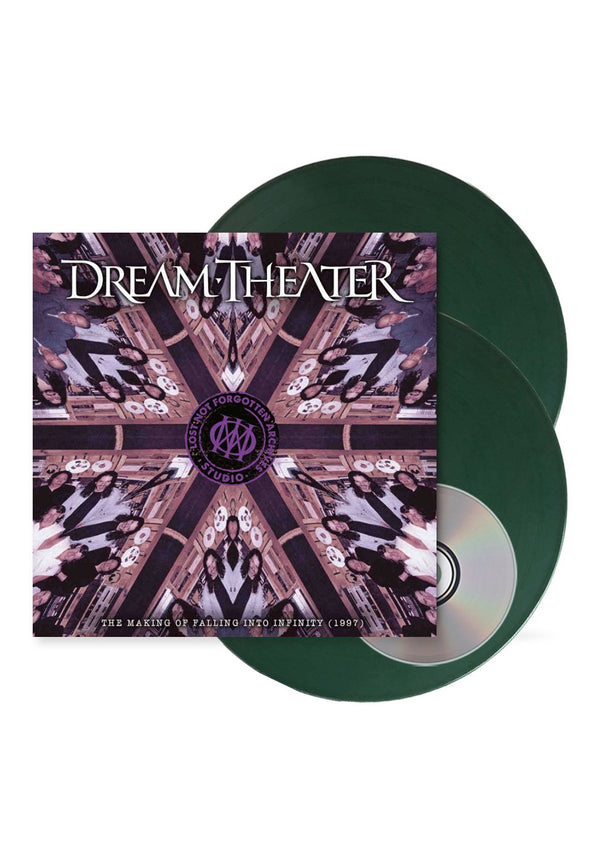 DREAM·THEATER
LOST NOT FORGOTTEN ARCHIVES
STUDIO
THE MAKING OF FALLING INTO INFINITY (1997)